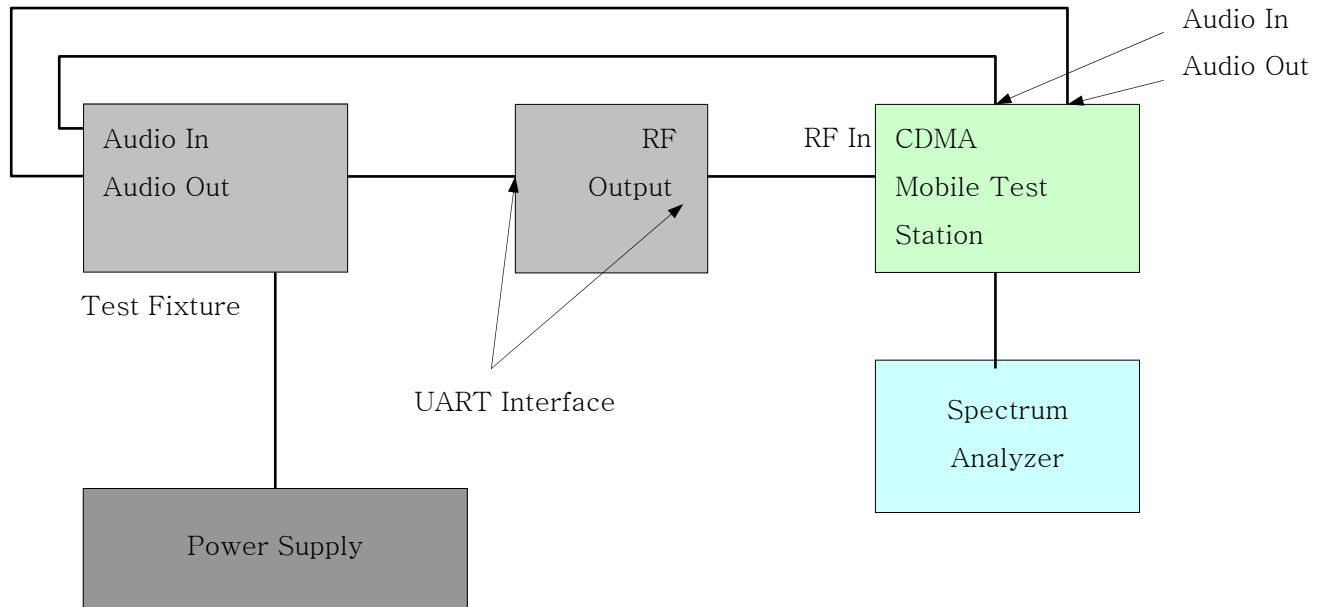 Audio In
Audio Out
Audio In
Audio Out
RF
Output
RF In
CDMA
Mobile Test
Station
Test Fixture
UART Interface
Spectrum
Analyzer
Power Supply